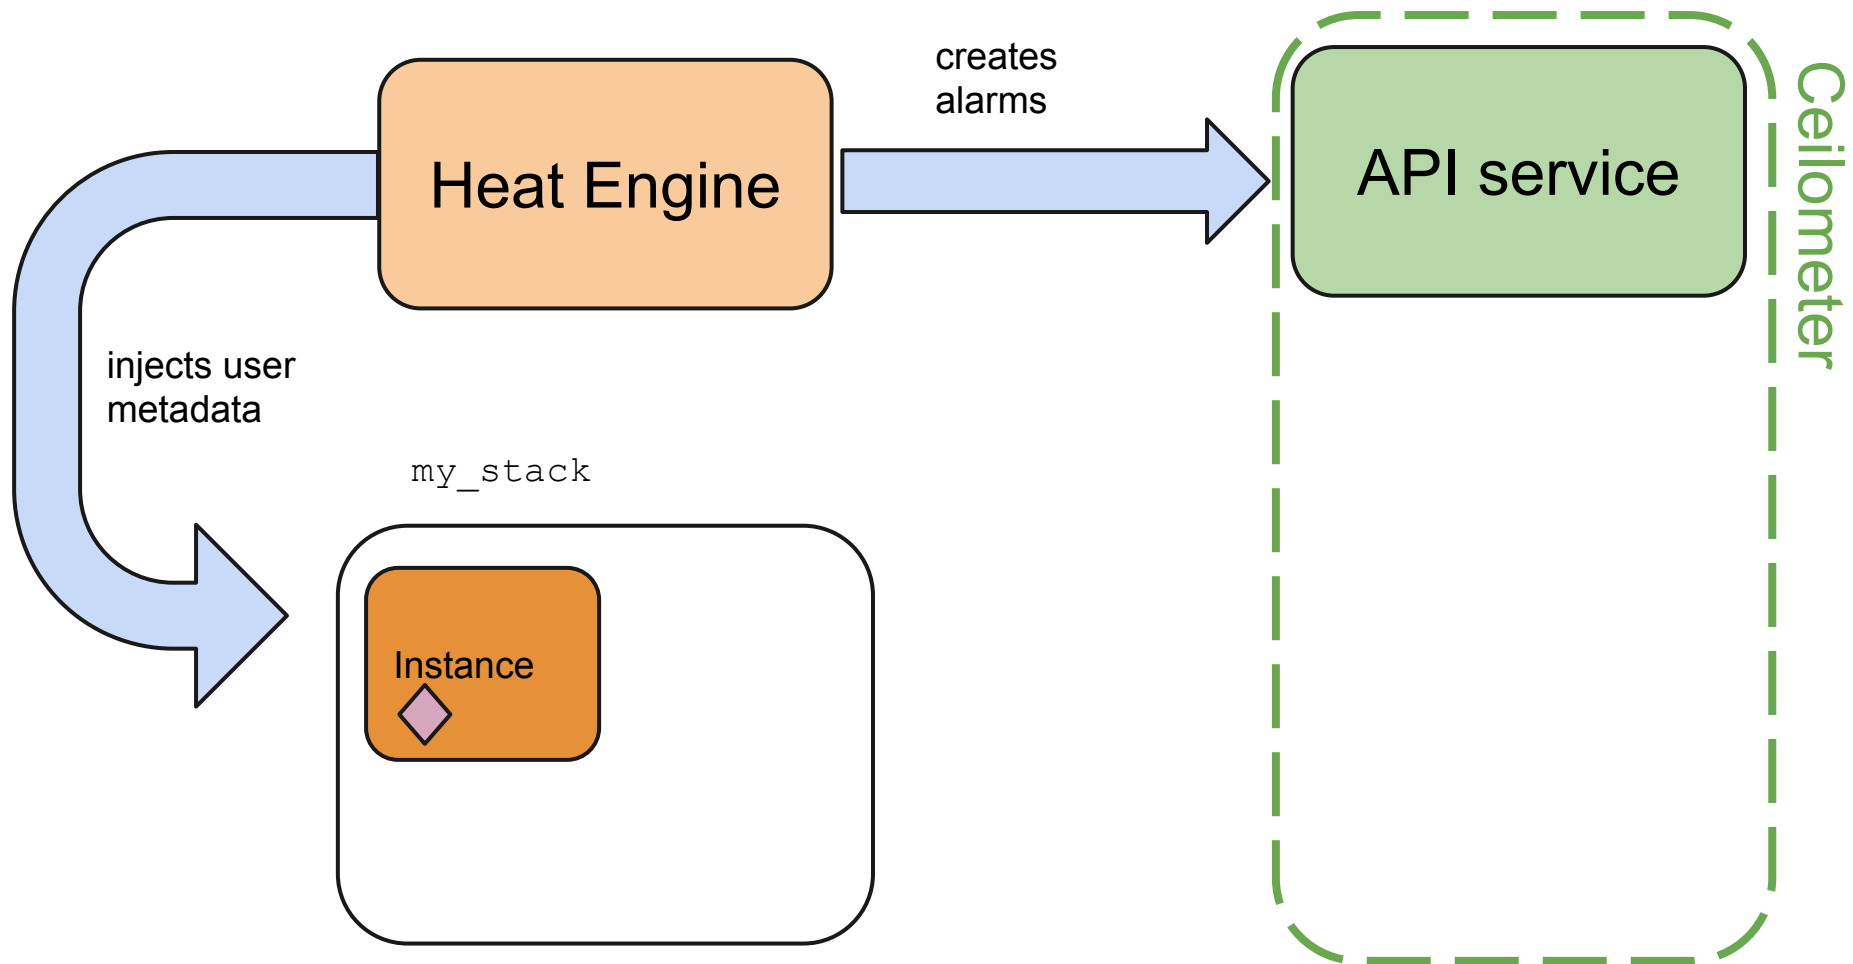 creates
alarms
Heat Engine
API service
Ceilometer
injects user
metadata
my_stack
Instance